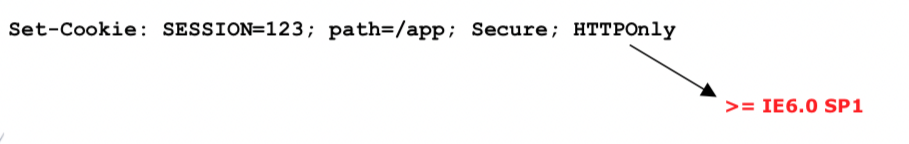 Set-Cookie: SESSION=123; path=/app; Secure; HTTPOnly
>= IE6.0 SP1